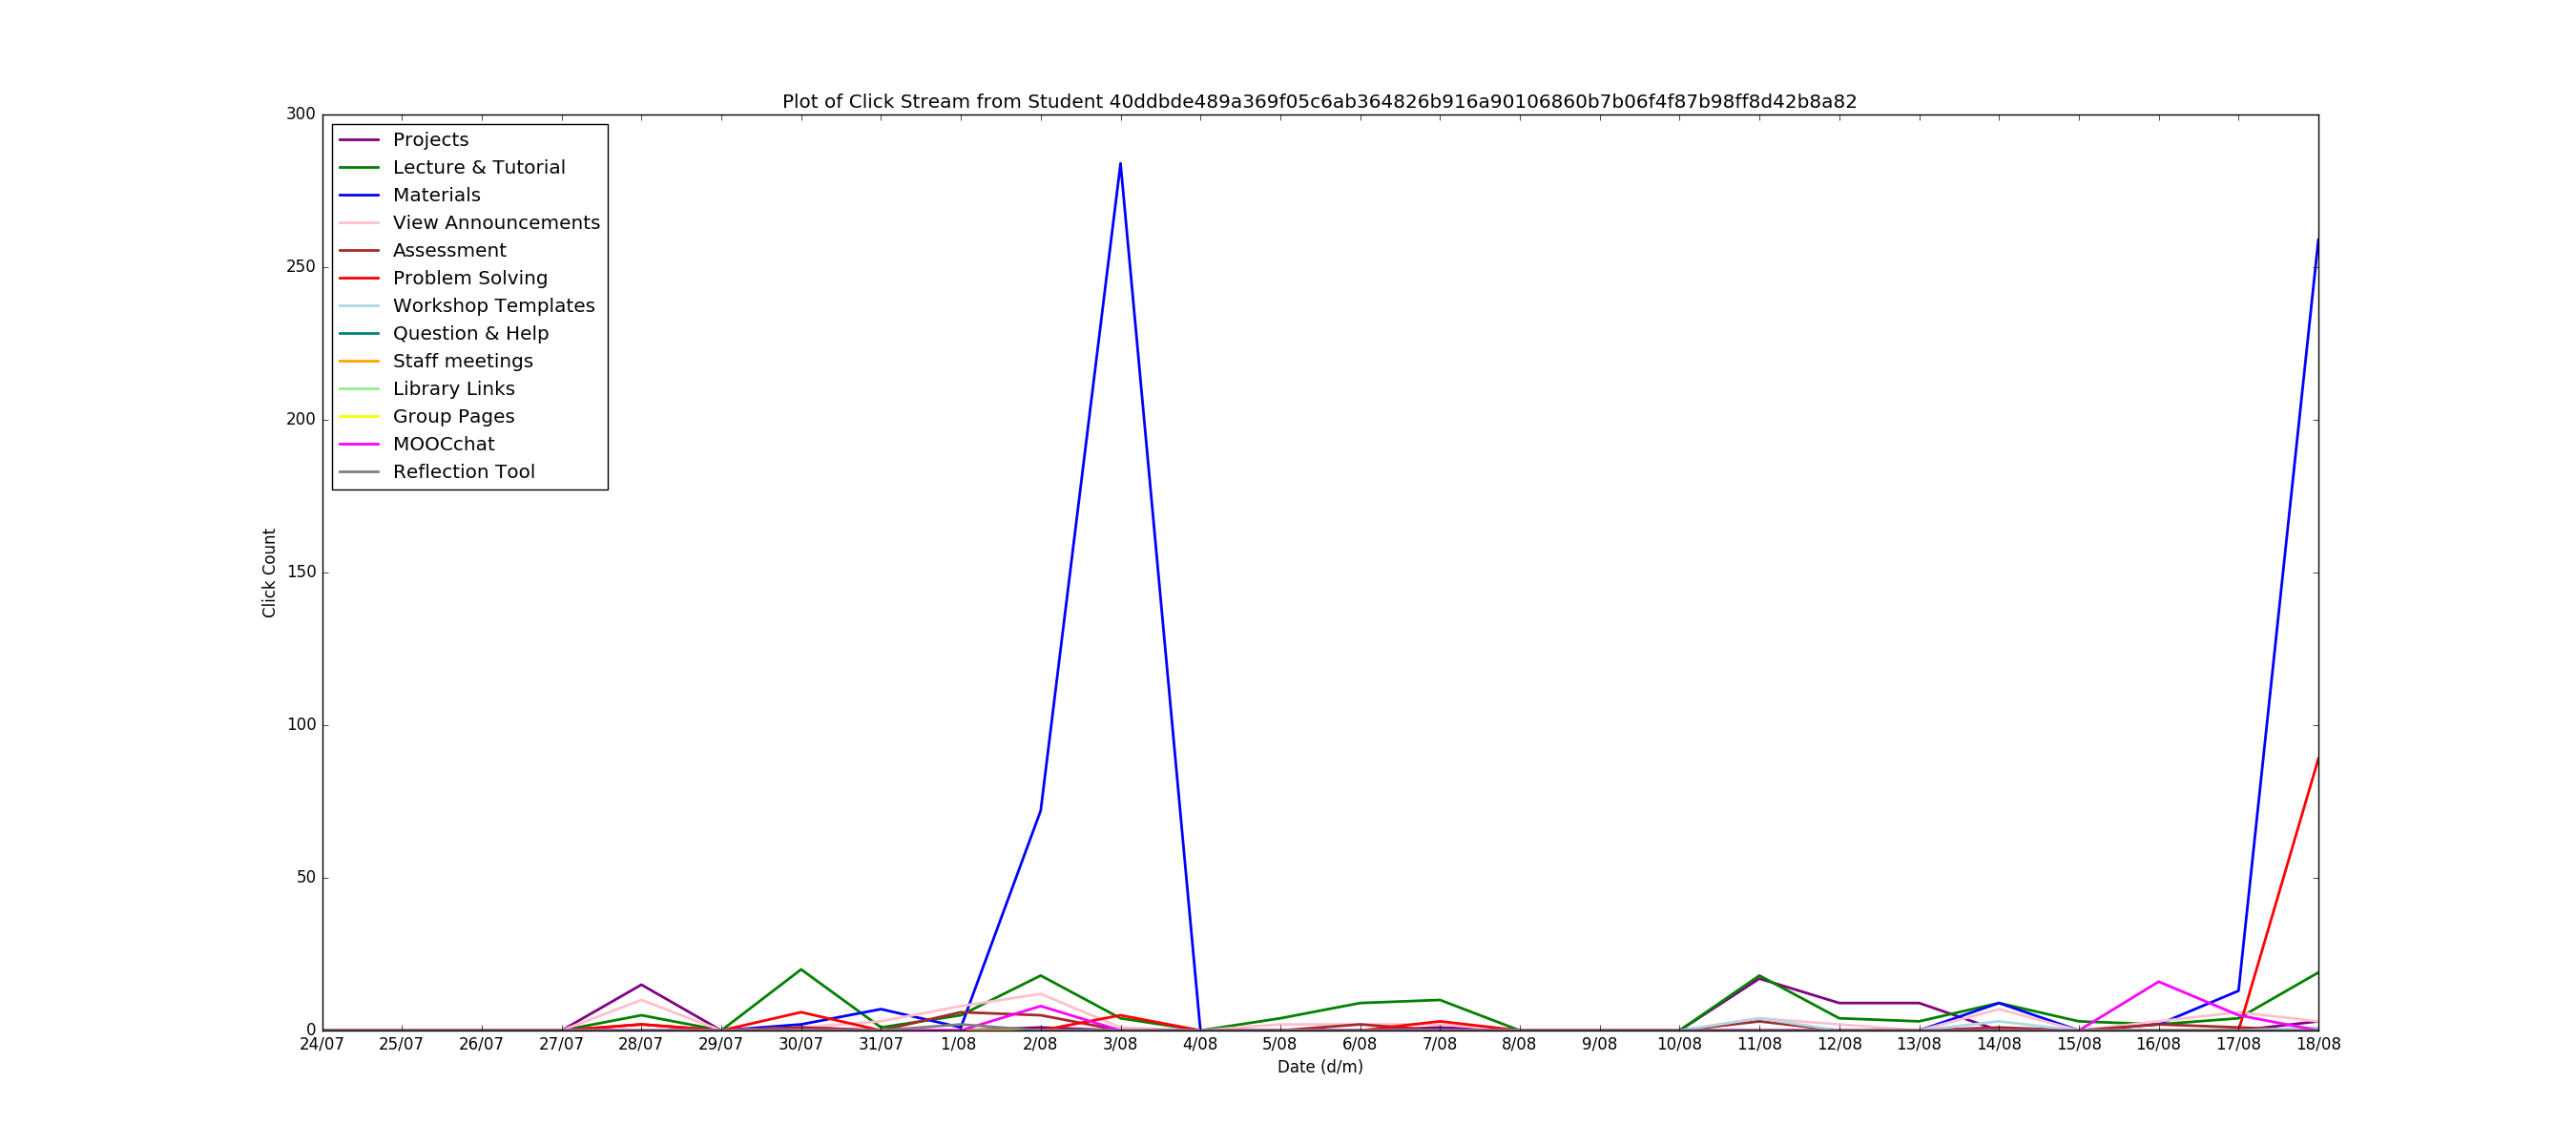 Plot of Click Stream from Student 40ddbde489a369f05c6ab364826b916a90106860b7b06f4f87b98ff8d42b8a82
300
250
200
150
100
50
0
Click Count
Projects
Lecture & Tutorial
Materials
View Announcements
Assessment
Problem Solving
Workshop Templates
Question & Help
Staff meetings
Library Links
Group Pages
MOOCchat
Reflection Tool
24/07 25/07 26/07 27/07 28/07 29/07 30/07 31/07 1/08 2/08 3/08 4/08 5/08 6/08 7/08 8/08 9/08 10/08 11/08 12/08 13/08 14/08 15/08 16/08 17/08 18/08
Date (d/m)